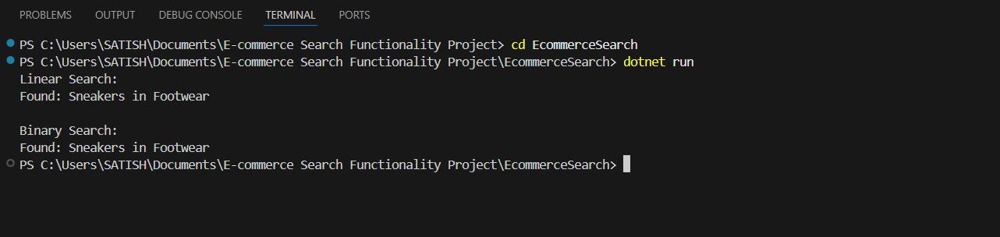 PROBLEMS OUTPUT DEBUG CONSOLE TERMINAL PORTS
PS C:\Users\SATISH\Documents\E-commerce Search Functionality Project> cd EcommerceSearch
PS C:\Users\SATISH\Documents\E-commerce Search Functionality Project\EcommerceSearch> dotnet run
Linear Search:
Found: Sneakers in Footwear
Binary Search:
Found: Sneakers in Footwear
PS C:\Users\SATISH\Documents\E-commerce Search Functionality Project\EcommerceSearch>